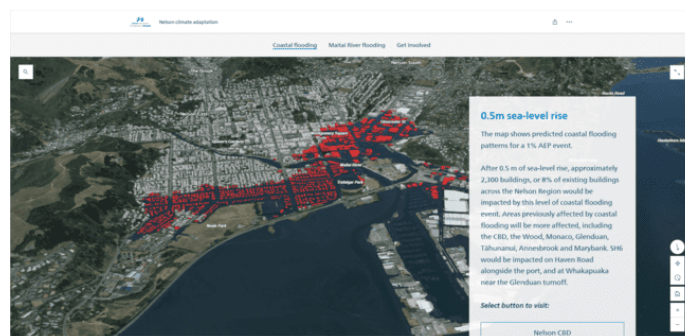 Nelson climate adaptation
Coastal flooding
Maitai River flooding
Get involved
0.5m sea-level rise
The map shows predicted coastal flooding
patterns for a 1% AEP event.
After 0.5 m of sea-level rise, approximately
2,300 buildings, or 8% of existing buildings
across the Nelson Region would be
impacted by this level of coastal flooding
event. Areas previously affected by coastal
flooding will be more affected, including
the CBD, the Wood, Monaco, Glenduan,
Tāhunanui, Annesbrook and Marybank. SH6
would be impacted on Haven Road
alongside the port, and at Whakapuaka
near the Glenduan turnoff.
Select button to visit:
Nelson CBD
Trafalgar Park